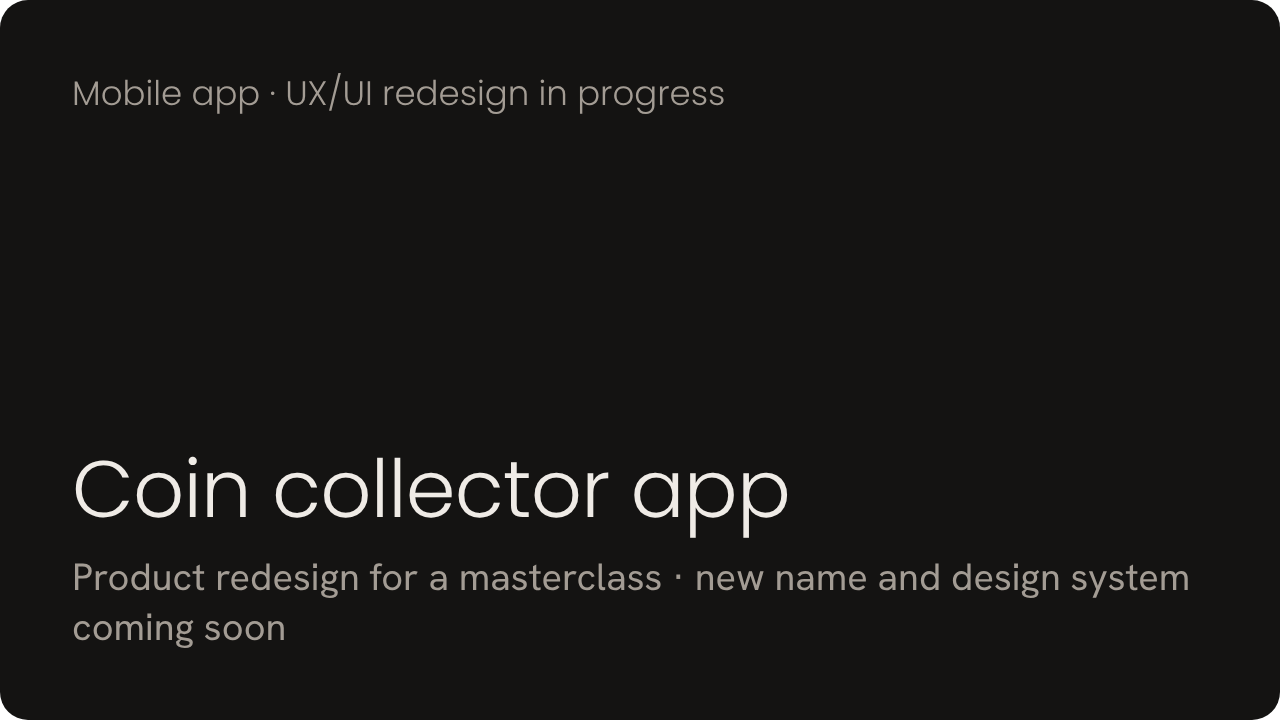 Mobile app · UX/UI redesign in progress
Coin collector app
Product redesign for a masterclass · new name and design system
coming soon